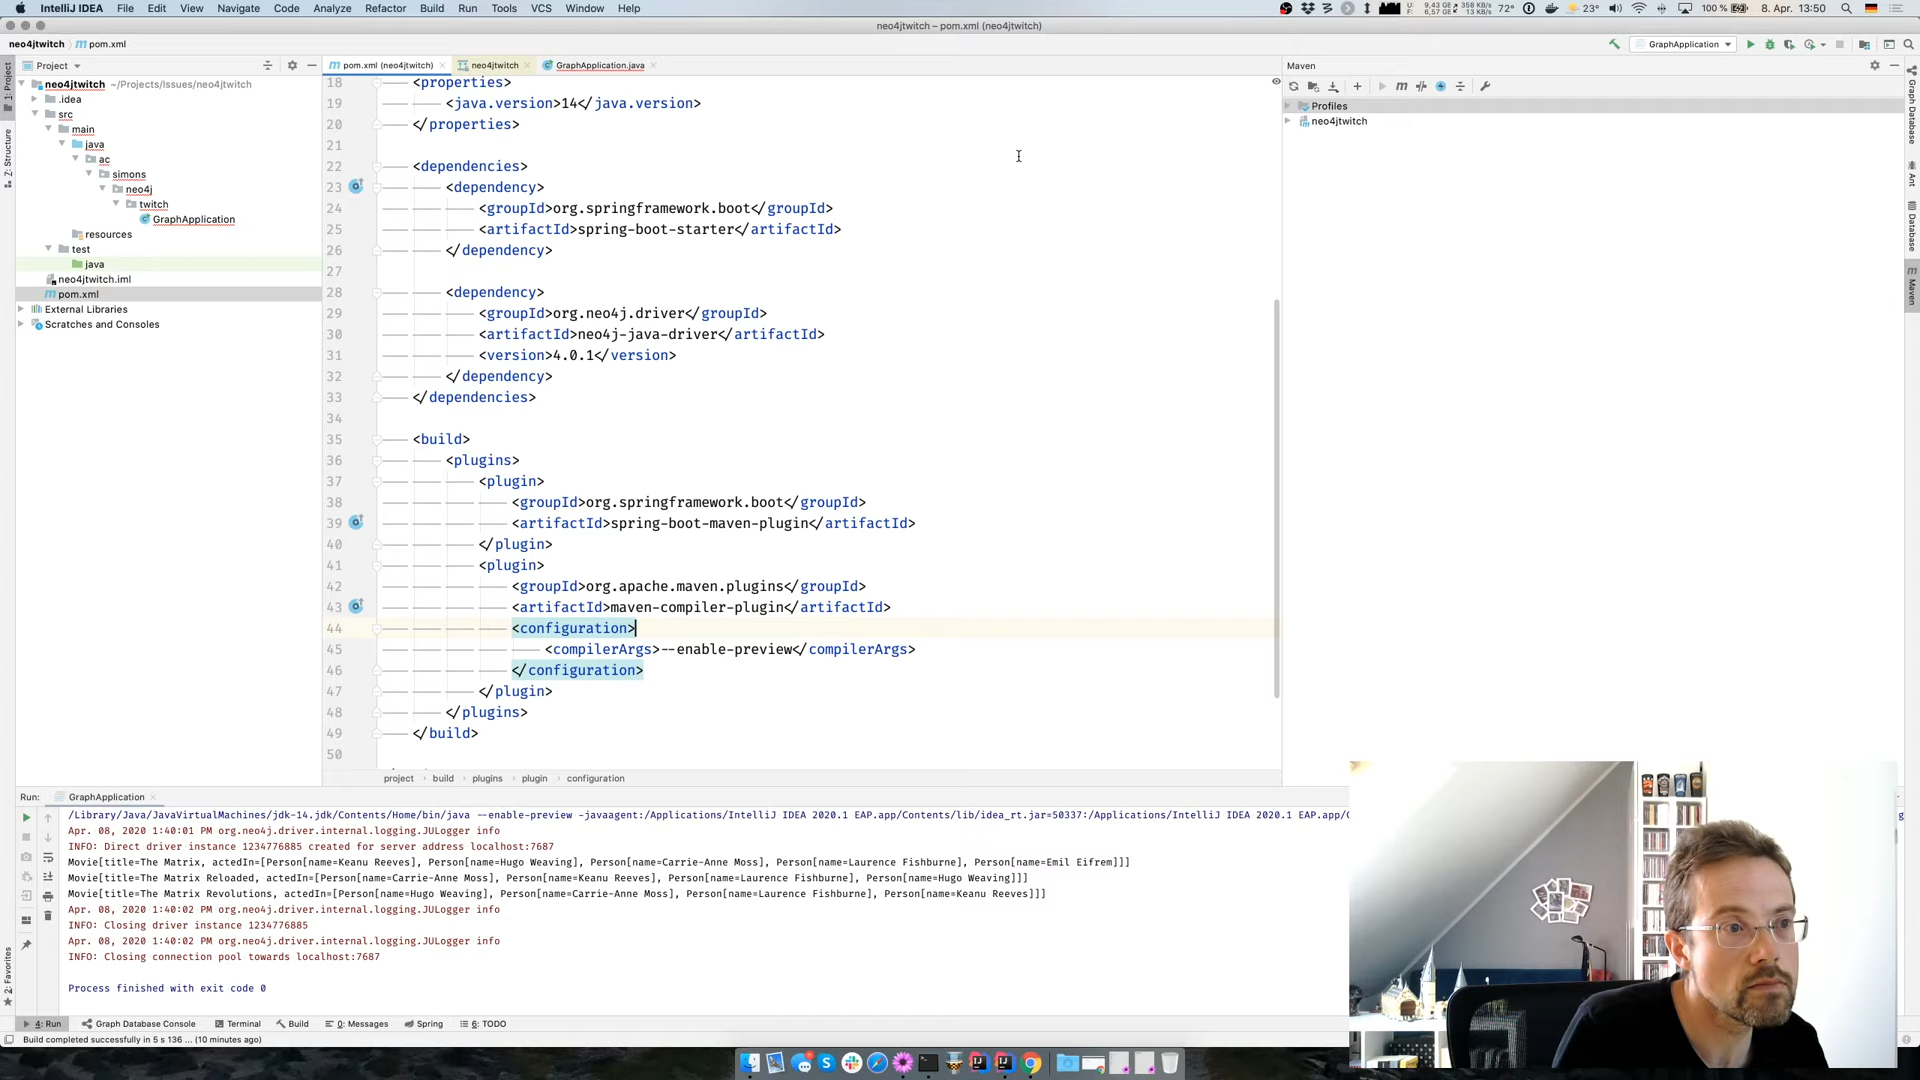 IntelliJ IDEA File Edit View Navigate Code Analyze Refactor Build Run Tools VCS Window Help
72° 23° 100 % 8. Apr. 13:50
neo4jtwitch – pom.xml (neo4jtwitch)
neo4jtwitch pom.xml
GraphApplication
Project
pom.xml (neo4jtwitch) neo4jtwitch GraphApplication.java
Maven
neo4jtwitch ~/Projects/Issues/neo4jtwitch
.idea
src
main
java
ac
simons
neo4j
twitch
GraphApplication
resources
test
java
neo4jtwitch.iml
pom.xml
External Libraries
Scratches and Consoles
1: Project
Z: Structure
2: Favorites
18 <properties>
19 <java.version>14</java.version>
20 </properties>
21
22 <dependencies>
23 <dependency>
24 <groupId>org.springframework.boot</groupId>
25 <artifactId>spring-boot-starter</artifactId>
26 </dependency>
27
28 <dependency>
29 <groupId>org.neo4j.driver</groupId>
30 <artifactId>neo4j-java-driver</artifactId>
31 <version>4.0.1</version>
32 </dependency>
33 </dependencies>
34
35 <build>
36 <plugins>
37 <plugin>
38 <groupId>org.springframework.boot</groupId>
39 <artifactId>spring-boot-maven-plugin</artifactId>
40 </plugin>
41 <plugin>
42 <groupId>org.apache.maven.plugins</groupId>
43 <artifactId>maven-compiler-plugin</artifactId>
44 <configuration>
45 <compilerArgs>--enable-preview</compilerArgs>
46 </configuration>
47 </plugin>
48 </plugins>
49 </build>
50
project build plugins plugin configuration
Profiles
neo4jtwitch
Graph Database
Ant
Database
Maven
Run: GraphApplication
/Library/Java/JavaVirtualMachines/jdk-14.jdk/Contents/Home/bin/java --enable-preview -javaagent:/Applications/IntelliJ IDEA 2020.1 EAP.app/Contents/lib/idea_rt.jar=50337:/Applications/IntelliJ IDEA 2020.1 EAP.app/C
Apr. 08, 2020 1:40:01 PM org.neo4j.driver.internal.logging.JULogger info
INFO: Direct driver instance 1234776885 created for server address localhost:7687
Movie[title=The Matrix, actedIn=[Person[name=Keanu Reeves], Person[name=Hugo Weaving], Person[name=Carrie-Anne Moss], Person[name=Laurence Fishburne], Person[name=Emil Eifrem]]]
Movie[title=The Matrix Reloaded, actedIn=[Person[name=Carrie-Anne Moss], Person[name=Keanu Reeves], Person[name=Laurence Fishburne], Person[name=Hugo Weaving]]]
Movie[title=The Matrix Revolutions, actedIn=[Person[name=Hugo Weaving], Person[name=Carrie-Anne Moss], Person[name=Laurence Fishburne], Person[name=Keanu Reeves]]]
Apr. 08, 2020 1:40:02 PM org.neo4j.driver.internal.logging.JULogger info
INFO: Closing driver instance 1234776885
Apr. 08, 2020 1:40:02 PM org.neo4j.driver.internal.logging.JULogger info
INFO: Closing connection pool towards localhost:7687
Process finished with exit code 0
4: Run Graph Database Console Terminal Build 0: Messages Spring 6: TODO
Build completed successfully in 5 s 136 ... (10 minutes ago)